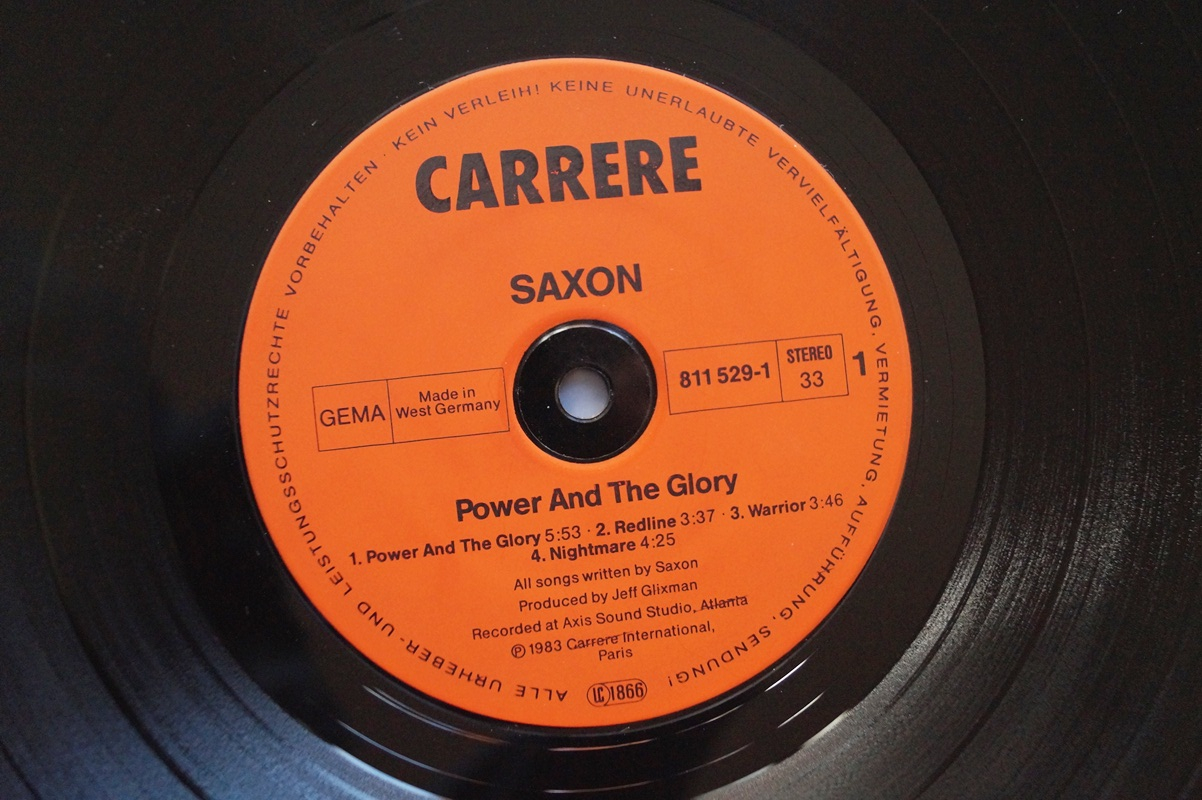 ALLE URHEBER- UND LEISTUNGSSCHUTZRECHTE VORBEHALTEN · KEIN VERLEIH! KEINE UNERLAUBTE VERVIELFÄLTIGUNG, VERMIETUNG, AUFFÜHRUNG, SENDUNG!
CARRERE
SAXON
GEMA
Made in
West Germany
811 529-1
STEREO
33
1
Power And The Glory
1. Power And The Glory 5:53 · 2. Redline 3:37 · 3. Warrior 3:46
4. Nightmare 4:25
All songs written by Saxon
Produced by Jeff Glixman
Recorded at Axis Sound Studio, Atlanta
℗ 1983 Carrere International,
Paris
LC 1866